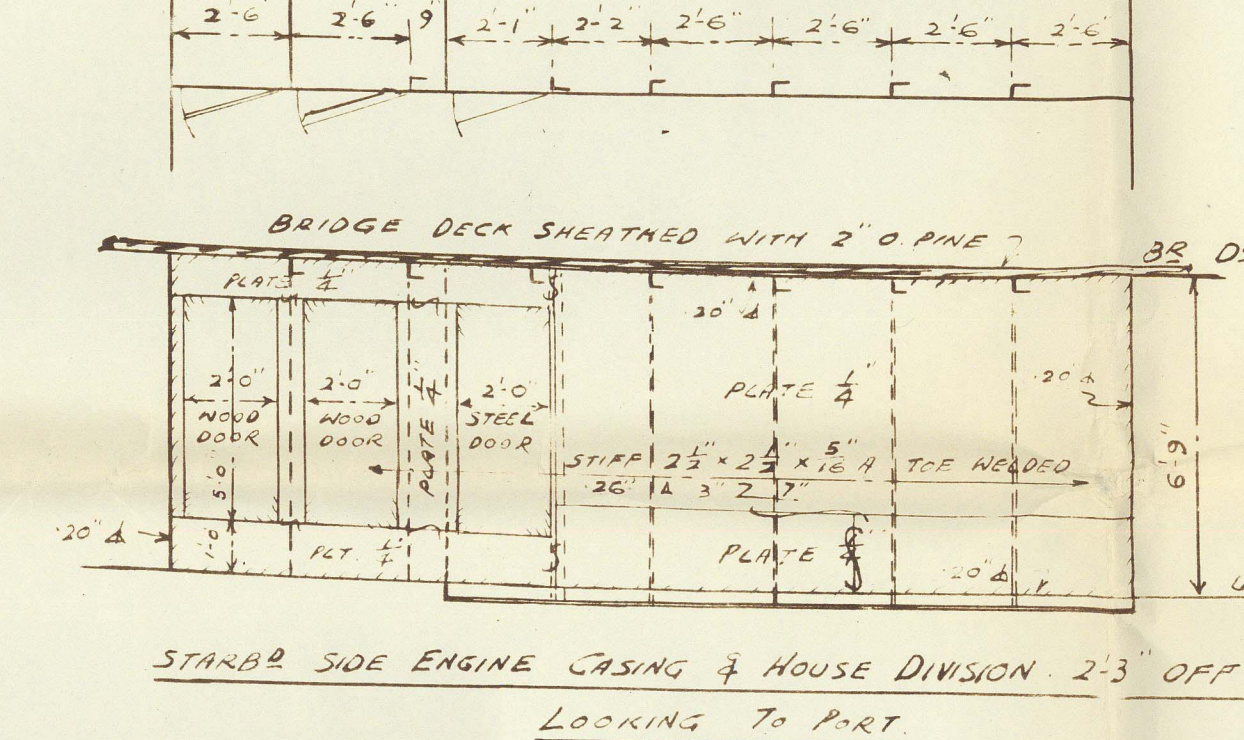 2'-6" 2'-6" 9" 2'-1" 2'-2" 2'-6" 2'-6" 2'-6" 2'-6"
BRIDGE DECK SHEATHED WITH 2" O. PINE
BR
PLATE 1/4"
·20"
PLATE 1/4"
·20"
2'-0"
WOOD
DOOR
2'-0"
WOOD
DOOR
PLATE 1/4"
2'-0"
STEEL
DOOR
6'-9"
STIFF 2 1/2" × 2 1/2" × 5/16" A TOE WELDED
·26" 3" Z 7"
5'-0"
·20"
1'-0"
PLT. 1/4"
PLATE
·20"
STARBD SIDE ENGINE CASING & HOUSE DIVISION. 2'-3" OFF
LOOKING TO PORT.